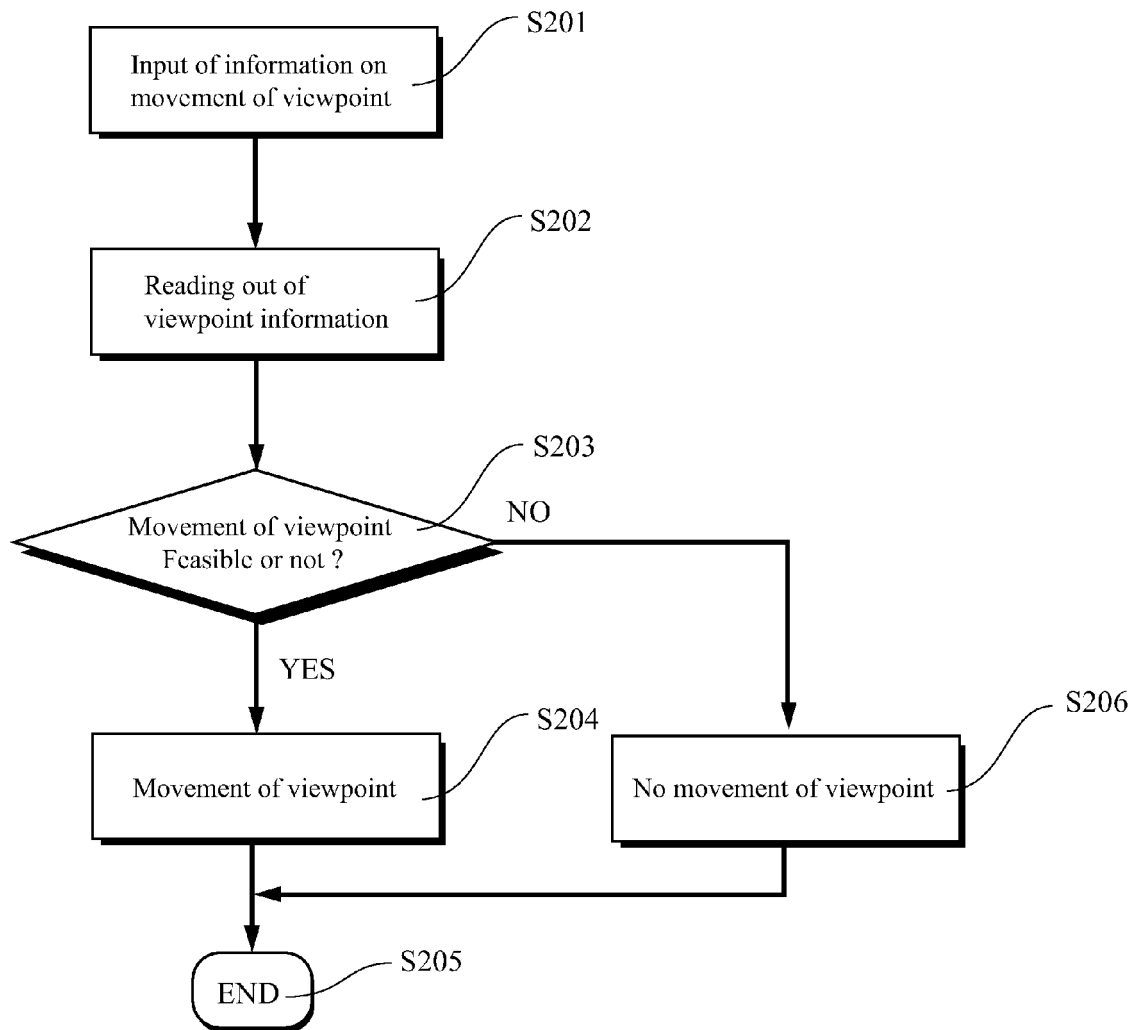 S201
Input of information on
movement of viewpoint
S202
Reading out of
viewpoint information
S203
Movement of viewpoint
Feasible or not ?
NO
YES
S204
Movement of viewpoint
S206
No movement of viewpoint
S205
END